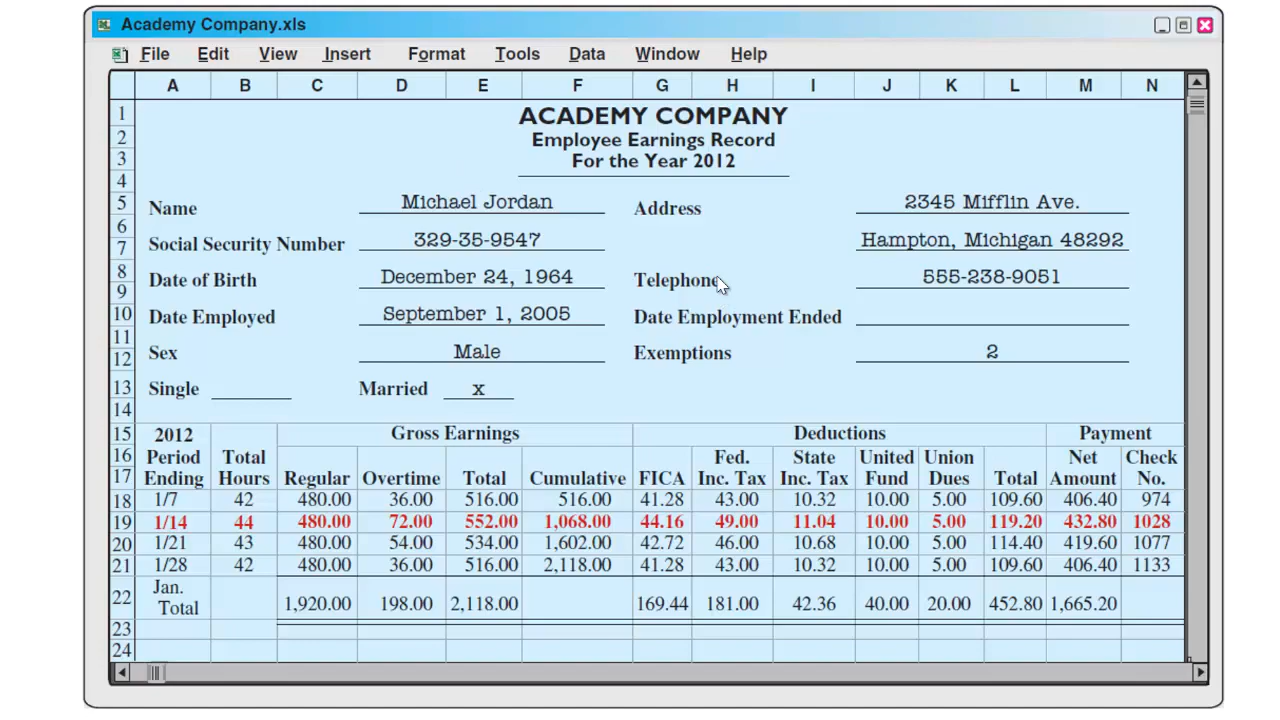 Academy Company.xls
File Edit View Insert Format Tools Data Window Help
A B C D E F G H I J K L M N
1 ACADEMY COMPANY
2 Employee Earnings Record
3 For the Year 2012
4
5 Name Michael Jordan Address 2345 Mifflin Ave.
6
7 Social Security Number 329-35-9547 Hampton, Michigan 48292
8 Date of Birth December 24, 1964 Telephone 555-238-9051
9
10 Date Employed September 1, 2005 Date Employment Ended
11
12 Sex Male Exemptions 2
13 Single Married x
14
15 2012 Gross Earnings Deductions Payment
16 Period Total Fed. State United Union Net Check
17 Ending Hours Regular Overtime Total Cumulative FICA Inc. Tax Inc. Tax Fund Dues Total Amount No.
18 1/7 42 480.00 36.00 516.00 516.00 41.28 43.00 10.32 10.00 5.00 109.60 406.40 974
19 1/14 44 480.00 72.00 552.00 1,068.00 44.16 49.00 11.04 10.00 5.00 119.20 432.80 1028
20 1/21 43 480.00 54.00 534.00 1,602.00 42.72 46.00 10.68 10.00 5.00 114.40 419.60 1077
21 1/28 42 480.00 36.00 516.00 2,118.00 41.28 43.00 10.32 10.00 5.00 109.60 406.40 1133
Jan.
22 Total 1,920.00 198.00 2,118.00 169.44 181.00 42.36 40.00 20.00 452.80 1,665.20
23
24